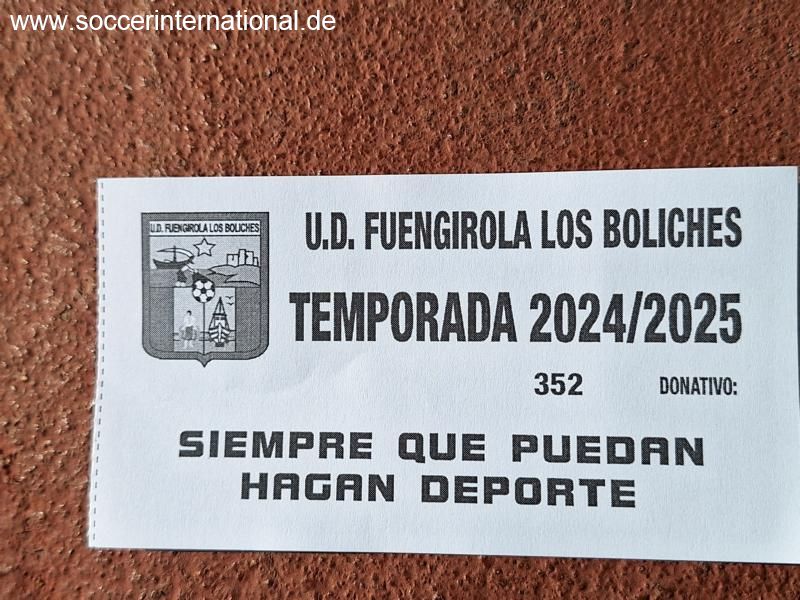 www.soccerinternational.de
U.D. FUENGIROLA LOS BOLICHES
U.D. FUENGIROLA LOS BOLICHES
TEMPORADA 2024/2025
352 DONATIVO:
SIEMPRE QUE PUEDAN
HAGAN DEPORTE